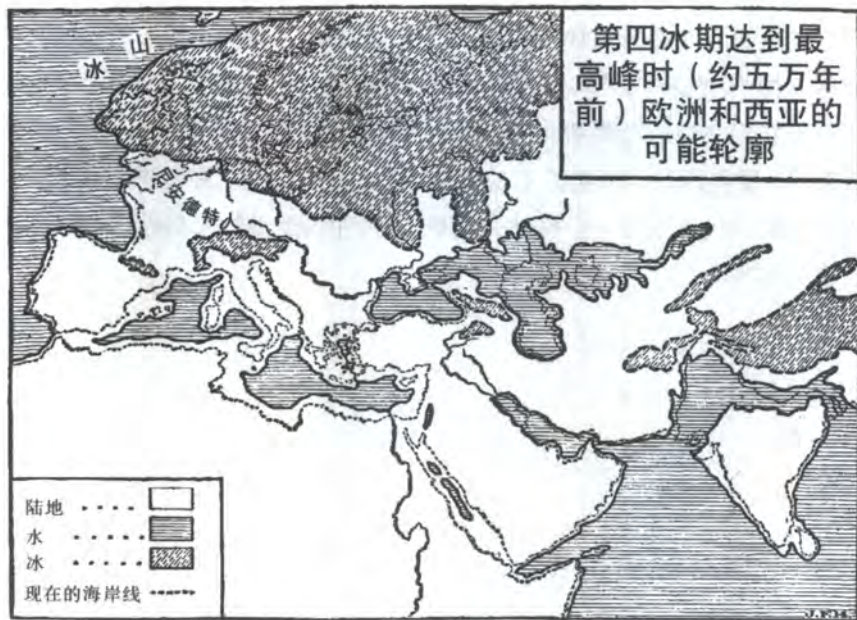 第四冰期达到最
高峰时（约五万年
前）欧洲和西亚的
可能轮廓
冰山
尼安德特人
陆地
水
冰
现在的海岸线
J.F.H.